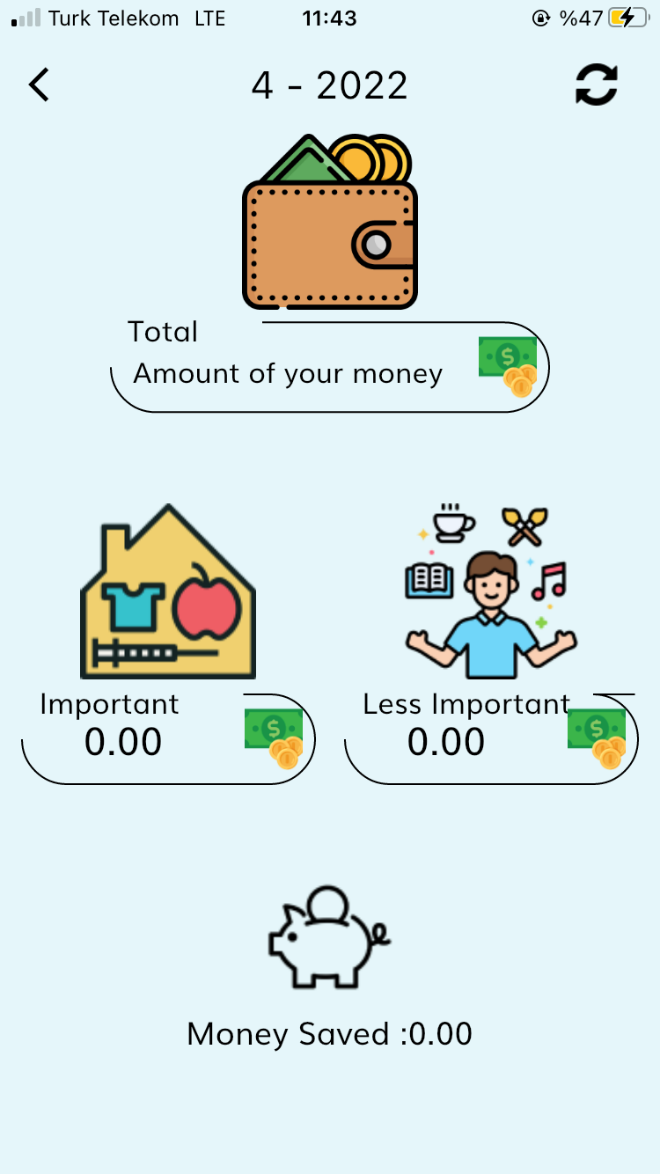 Turk Telekom LTE 11:43 %47
4 - 2022
Total
Amount of your money
Important
0.00
Less Important
0.00
Money Saved :0.00